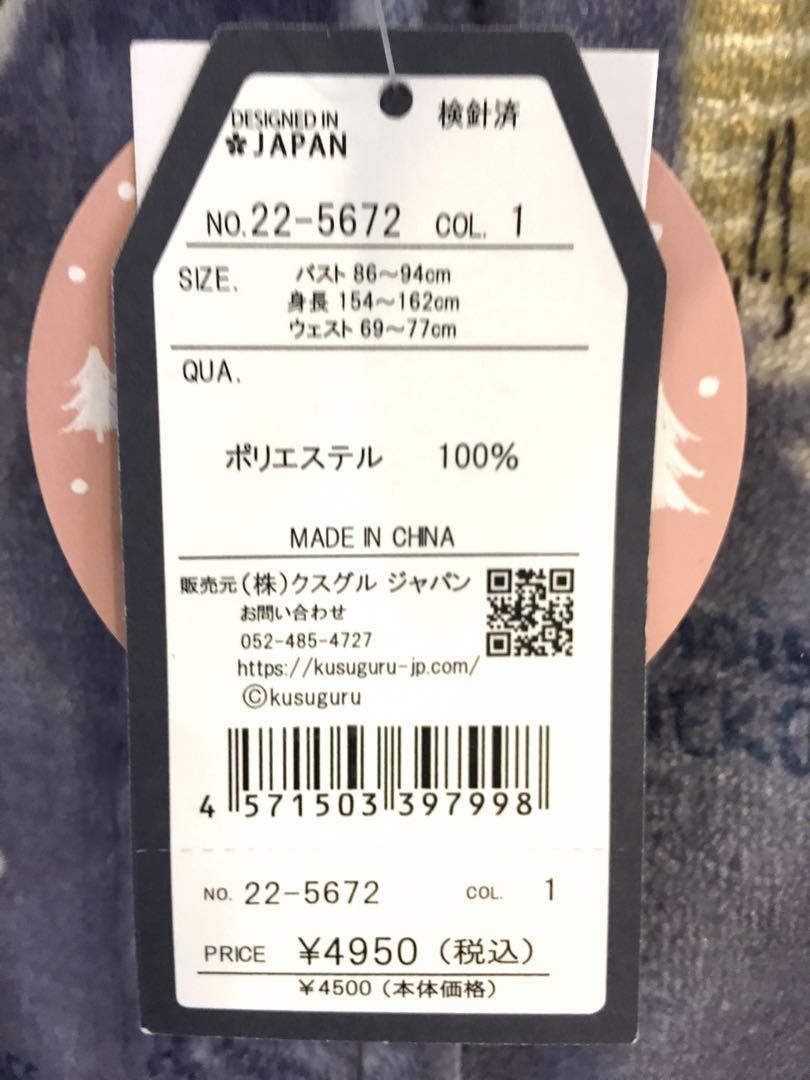 DESIGNED IN
JAPAN
検針済
NO. 22-5672 COL. 1
SIZE. バスト 86～94cm
身長 154～162cm
ウェスト 69～77cm
QUA.
ポリエステル 100%
MADE IN CHINA
販売元 (株)クスグル ジャパン
お問い合わせ
052-485-4727
https://kusuguru-jp.com/
©kusuguru
4 571503 397998
NO. 22-5672 COL. 1
PRICE ¥4950 (税込)
¥4500 (本体価格)